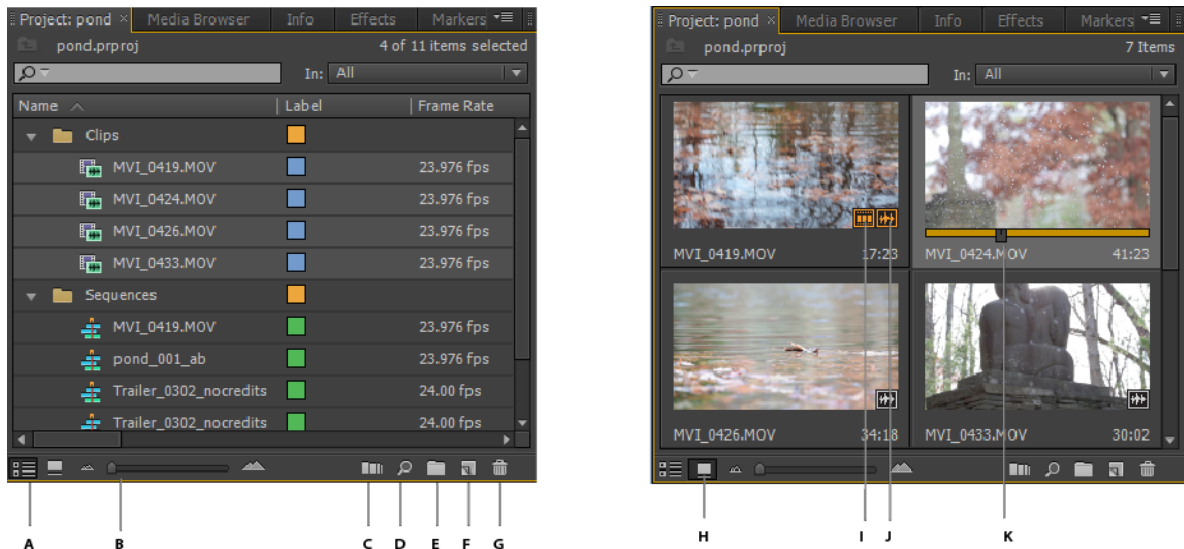 Project: pond × Media Browser Info Effects Markers
pond.prproj 4 of 11 items selected
In: All
Name Label Frame Rate
Clips
MVI_0419.MOV 23.976 fps
MVI_0424.MOV 23.976 fps
MVI_0426.MOV 23.976 fps
MVI_0433.MOV 23.976 fps
Sequences
MVI_0419.MOV 23.976 fps
pond_001_ab 23.976 fps
Trailer_0302_nocredits 24.00 fps
Trailer_0302_nocredits 24.00 fps
A B C D E F G
Project: pond × Media Browser Info Effects Markers
pond.prproj 7 Items
In: All
MVI_0419.MOV 17:23 MVI_0424.MOV 41:23
MVI_0426.MOV 34:18 MVI_0433.MOV 30:02
H I J K